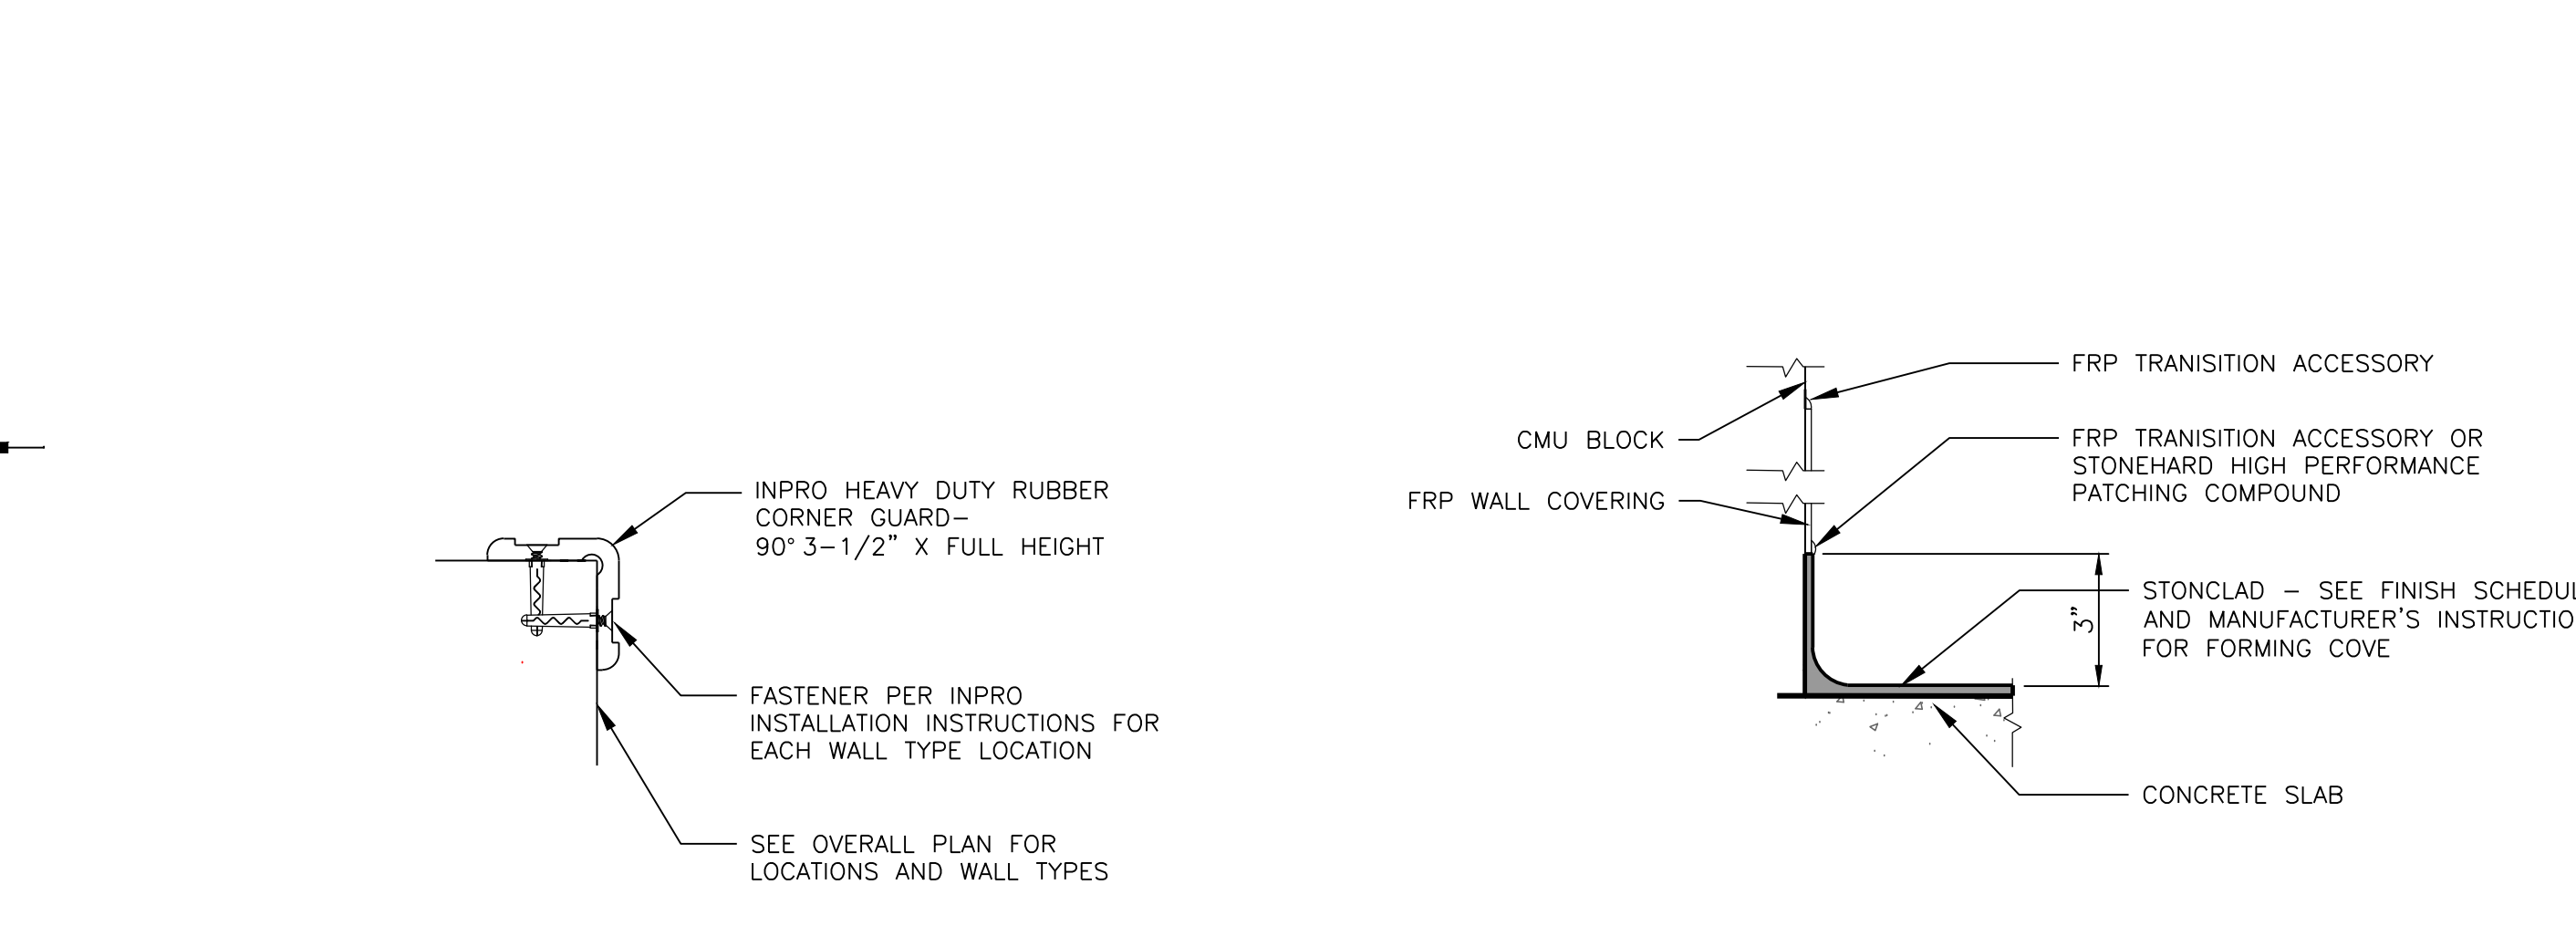 INPRO HEAVY DUTY RUBBER
CORNER GUARD-
90° 3-1/2" X FULL HEIGHT
FASTENER PER INPRO
INSTALLATION INSTRUCTIONS FOR
EACH WALL TYPE LOCATION
SEE OVERALL PLAN FOR
LOCATIONS AND WALL TYPES
CMU BLOCK
FRP WALL COVERING
FRP TRANISITION ACCESSORY
FRP TRANISITION ACCESSORY OR
STONEHARD HIGH PERFORMANCE
PATCHING COMPOUND
3"
STONCLAD - SEE FINISH SCHEDUL
AND MANUFACTURER'S INSTRUCTIO
FOR FORMING COVE
CONCRETE SLAB